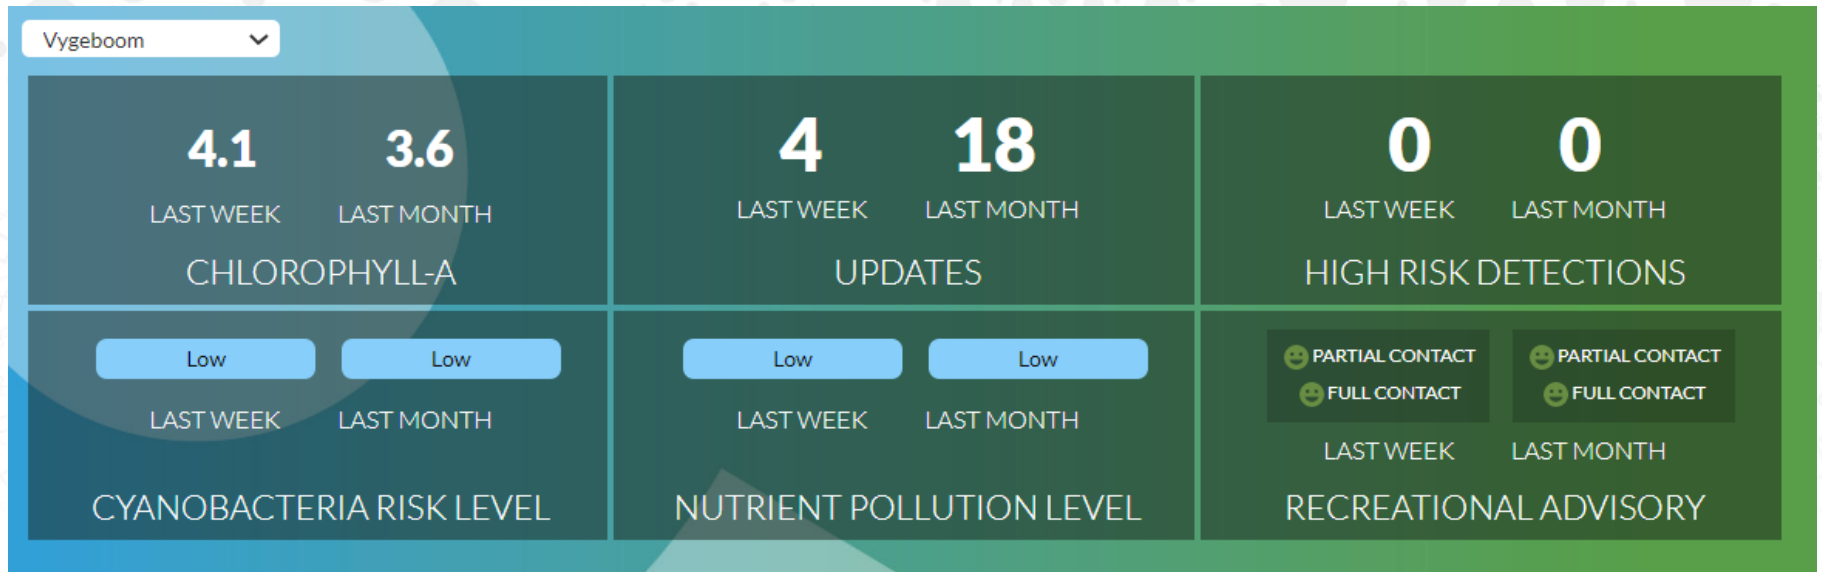 Vygeboom
4.1 3.6
LAST WEEK LAST MONTH
CHLOROPHYLL-A
4 18
LAST WEEK LAST MONTH
UPDATES
0 0
LAST WEEK LAST MONTH
HIGH RISK DETECTIONS
Low Low
LAST WEEK LAST MONTH
CYANOBACTERIA RISK LEVEL
Low Low
LAST WEEK LAST MONTH
NUTRIENT POLLUTION LEVEL
PARTIAL CONTACT PARTIAL CONTACT
FULL CONTACT FULL CONTACT
LAST WEEK LAST MONTH
RECREATIONAL ADVISORY